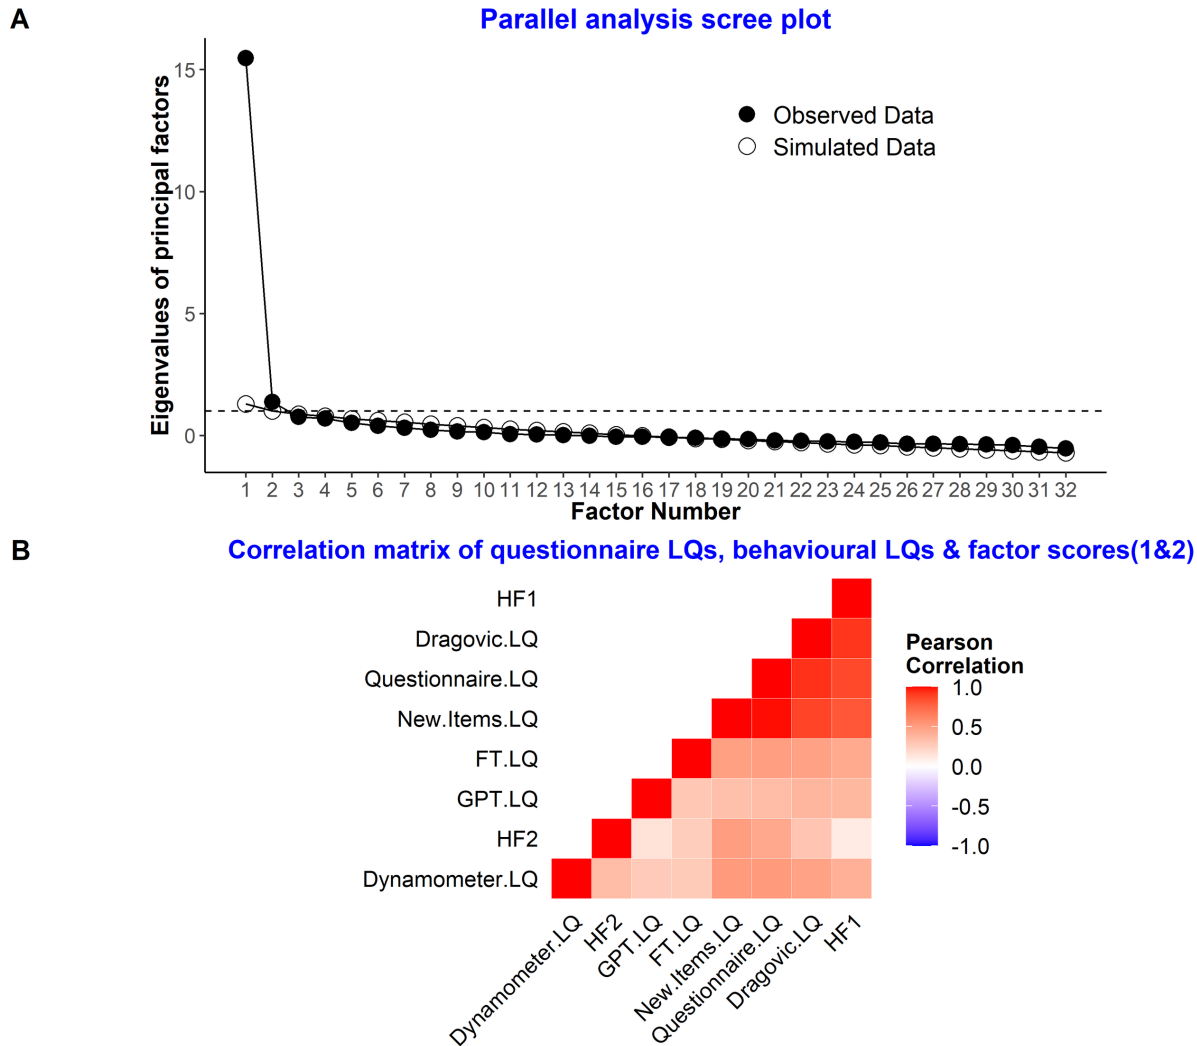 A
Parallel analysis scree plot
Eigenvalues of principal factors
15
10
5
0
Observed Data
Simulated Data
1 2 3 4 5 6 7 8 9 10 11 12 13 14 15 16 17 18 19 20 21 22 23 24 25 26 27 28 29 30 31 32
Factor Number
B
Correlation matrix of questionnaire LQs, behavioural LQs & factor scores(1&2)
HF1
Dragovic.LQ
Questionnaire.LQ
New.Items.LQ
FT.LQ
GPT.LQ
HF2
Dynamometer.LQ
Pearson
Correlation
1.0
0.5
0.0
-0.5
-1.0
Dynamometer.LQ
HF2
GPT.LQ
FT.LQ
New.Items.LQ
Questionnaire.LQ
Dragovic.LQ
HF1